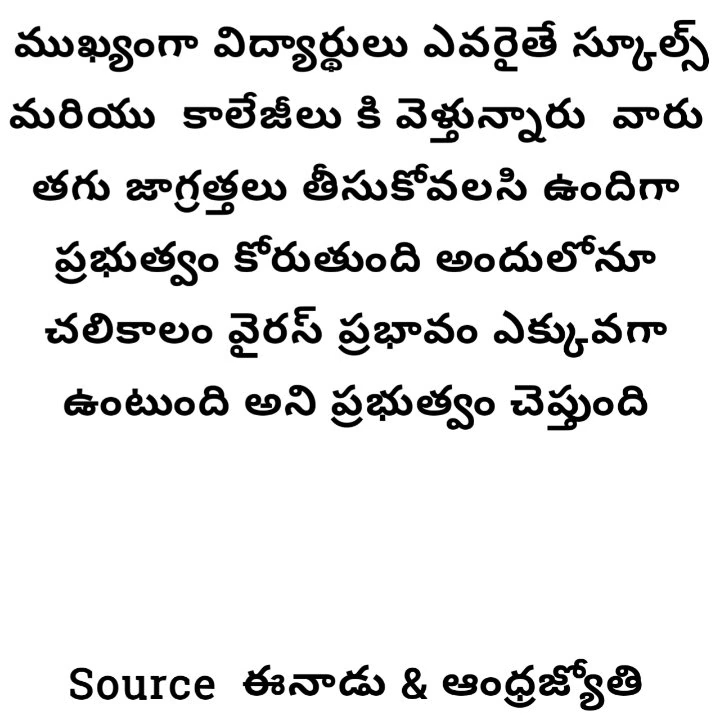 ముఖ్యంగా విద్యార్థులు ఎవరైతే స్కూల్స్
మరియు కాలేజీలు కి వెళ్తున్నారు వారు
తగు జాగ్రత్తలు తీసుకోవలసి ఉందిగా
ప్రభుత్వం కోరుతుంది అందులోనూ
చలికాలం వైరస్ ప్రభావం ఎక్కువగా
ఉంటుంది అని ప్రభుత్వం చెప్తుంది
Source ఈనాడు & ఆంధ్రజ్యోతి